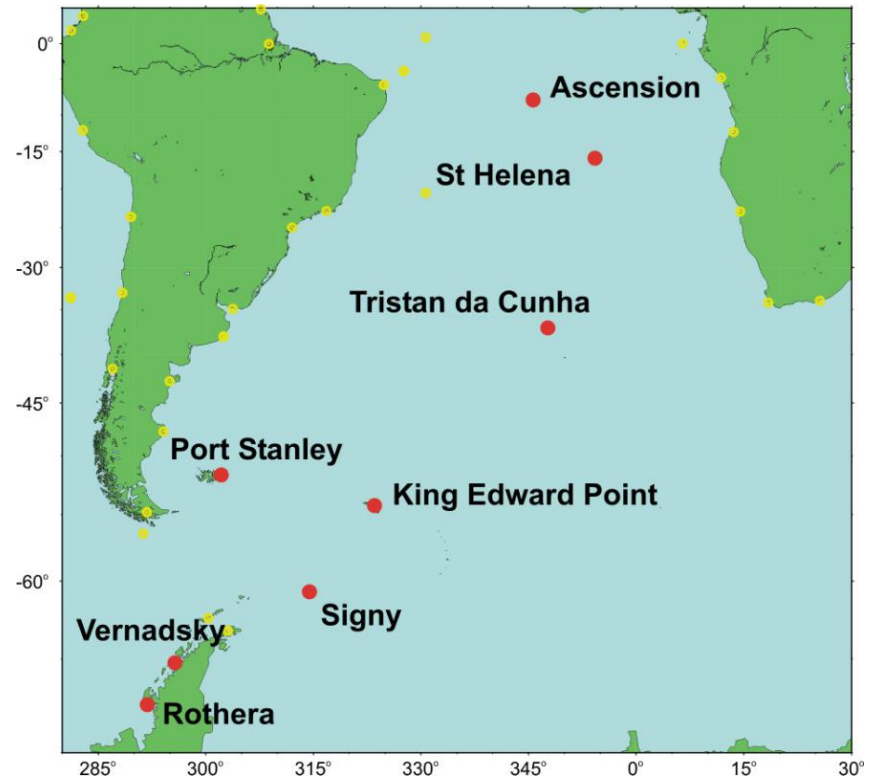 0°
Ascension
-15°
St Helena
-30°
Tristan da Cunha
-45°
Port Stanley
King Edward Point
-60°
Signy
Vernadsky
Rothera
285° 300° 315° 330° 345° 0° 15° 30°